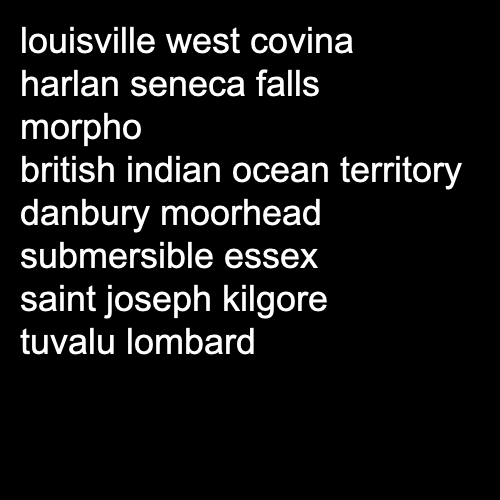 louisville west covina
harlan seneca falls
morpho
british indian ocean territory
danbury moorhead
submersible essex
saint joseph kilgore
tuvalu lombard